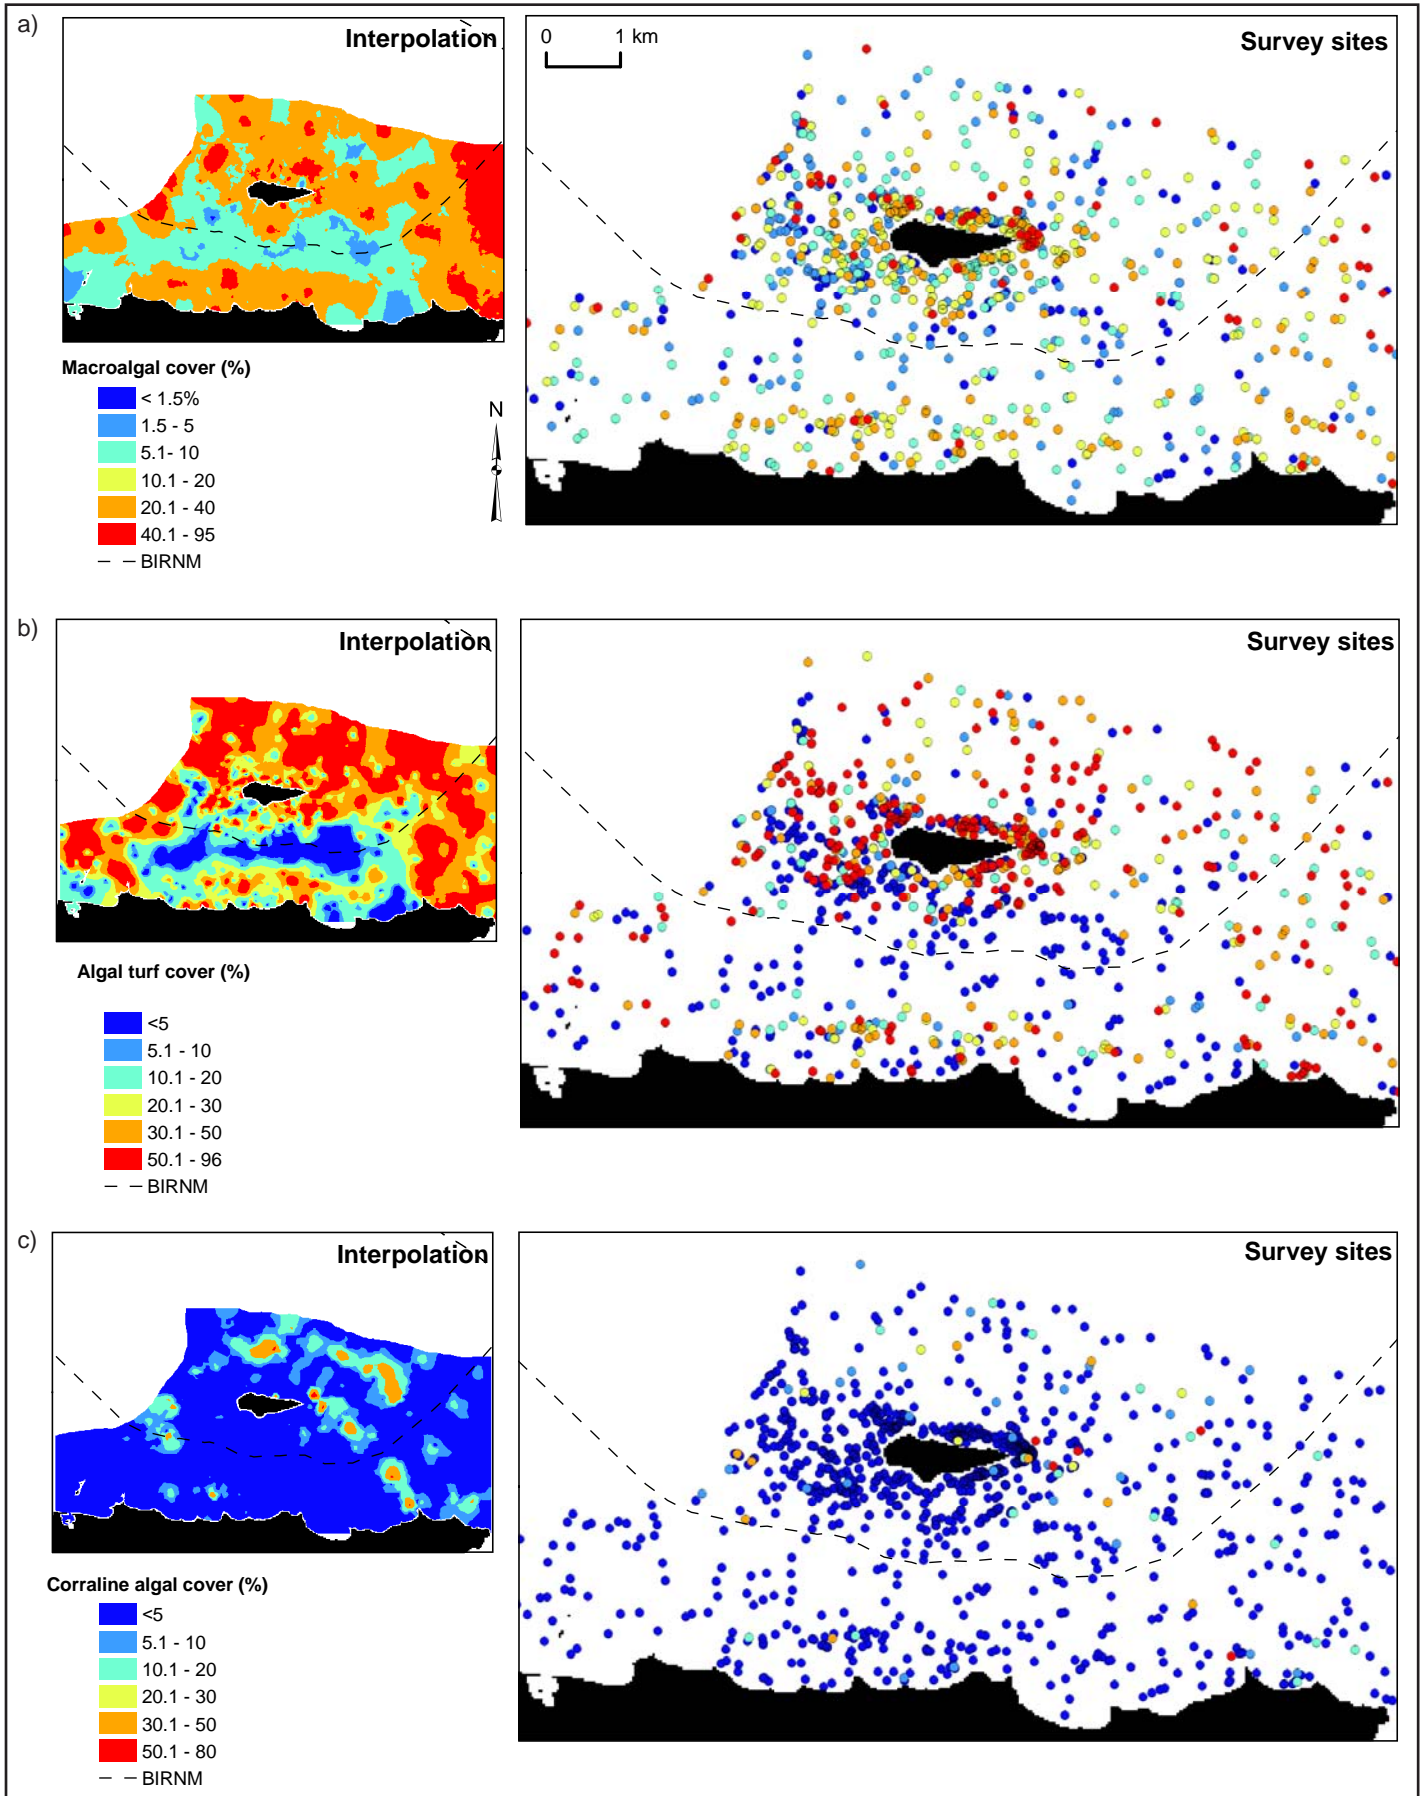 a)
Interpolation
Survey sites
0 1 km
Macroalgal cover (%)
< 1.5%
1.5 - 5
5.1- 10
10.1 - 20
20.1 - 40
40.1 - 95
BIRNM
N
b)
Interpolation
Survey sites
Algal turf cover (%)
<5
5.1 - 10
10.1 - 20
20.1 - 30
30.1 - 50
50.1 - 96
BIRNM
c)
Interpolation
Survey sites
Corraline algal cover (%)
<5
5.1 - 10
10.1 - 20
20.1 - 30
30.1 - 50
50.1 - 80
BIRNM